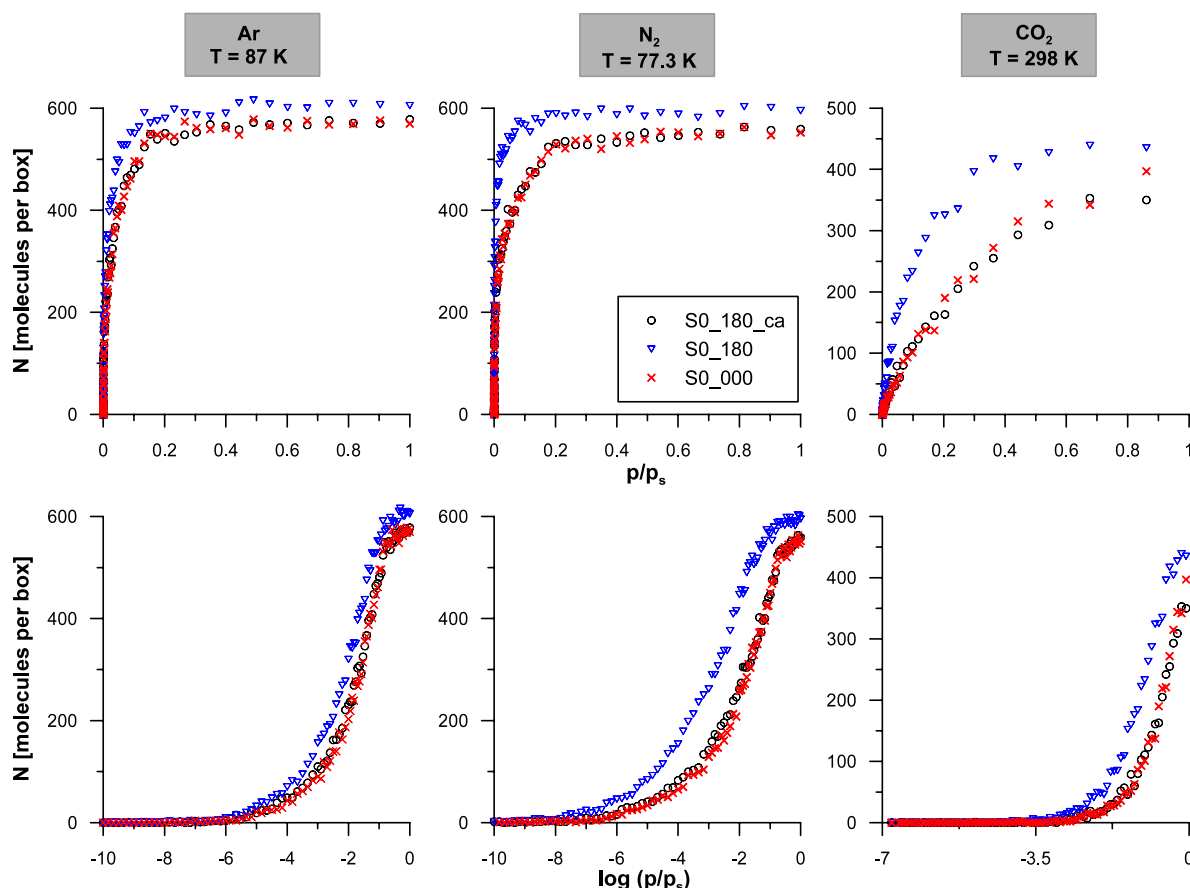 Ar
T = 87 K
N₂
T = 77.3 K
CO₂
T = 298 K
N [molecules per box]
600
400
200
0
0 0.2 0.4 0.6 0.8 1
600
400
200
0
0 0.2 0.4 0.6 0.8 1
p/pₛ
S0_180_ca
S0_180
S0_000
500
400
300
200
100
0
0 0.2 0.4 0.6 0.8 1
N [molecules per box]
600
400
200
0
-10 -8 -6 -4 -2 0
600
400
200
0
-10 -8 -6 -4 -2 0
log (p/pₛ)
500
400
300
200
100
0
-7 -3.5 0